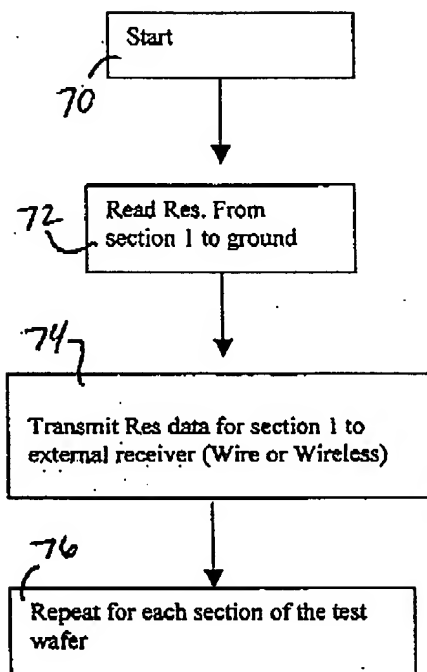 Start
70
72
Read Res. From
section 1 to ground
74
Transmit Res data for section 1 to
external receiver (Wire or Wireless)
76
Repeat for each section of the test
wafer